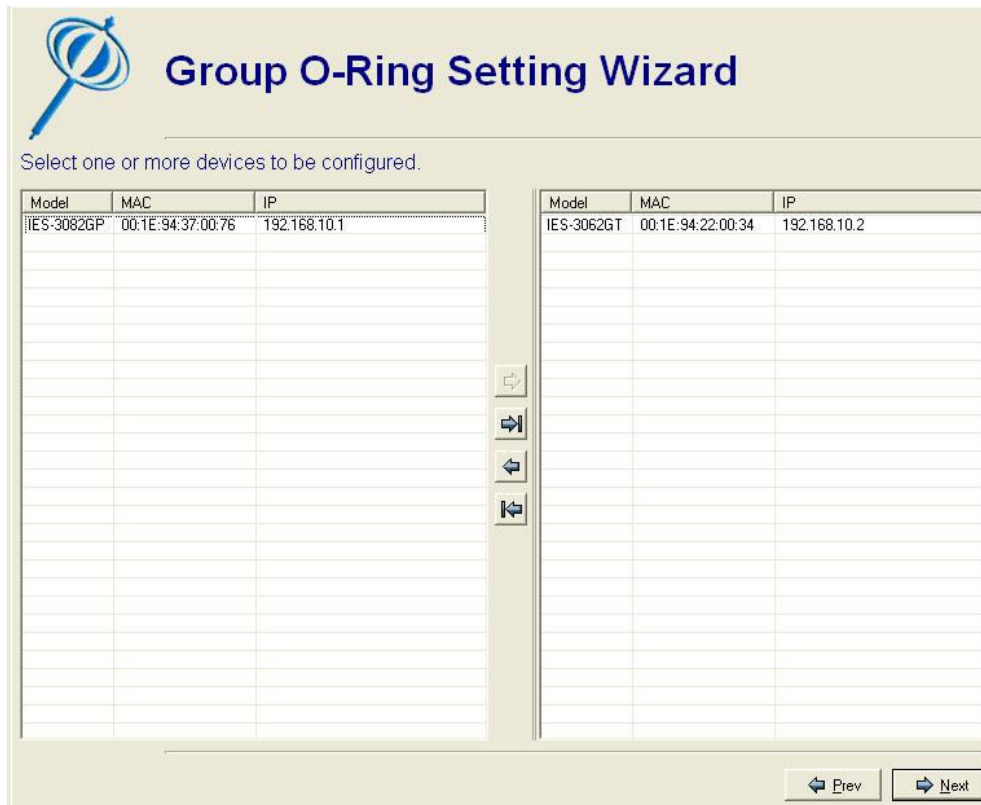 Group O-Ring Setting Wizard
Select one or more devices to be configured.
Model MAC IP
IES-3082GP 00:1E:94:37:00:76 192.168.10.1
Model MAC IP
IES-3062GT 00:1E:94:22:00:34 192.168.10.2
Prev Next